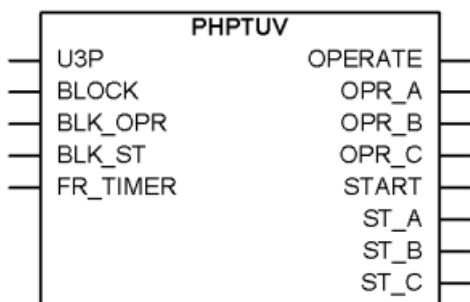 PHPTUV
U3P OPERATE
BLOCK OPR_A
BLK_OPR OPR_B
BLK_ST OPR_C
FR_TIMER START
ST_A
ST_B
ST_C